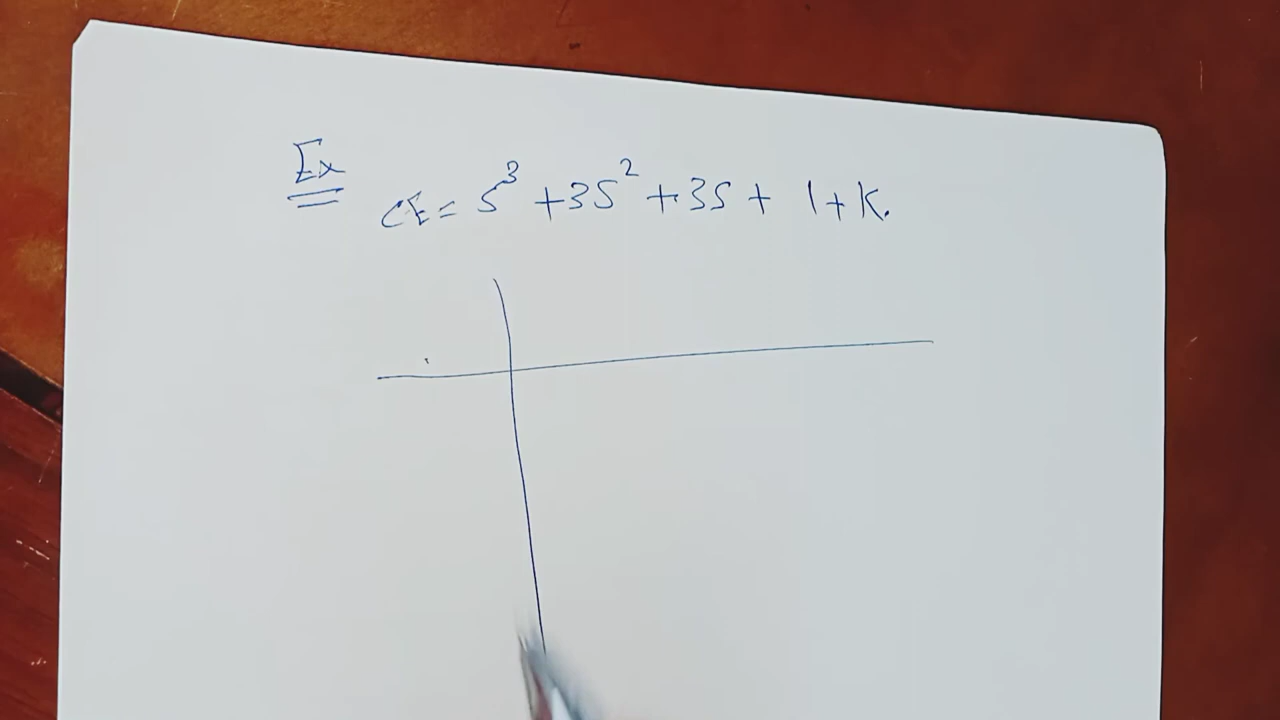 Ex
CE = S³ + 3S² + 3S + 1 + K.